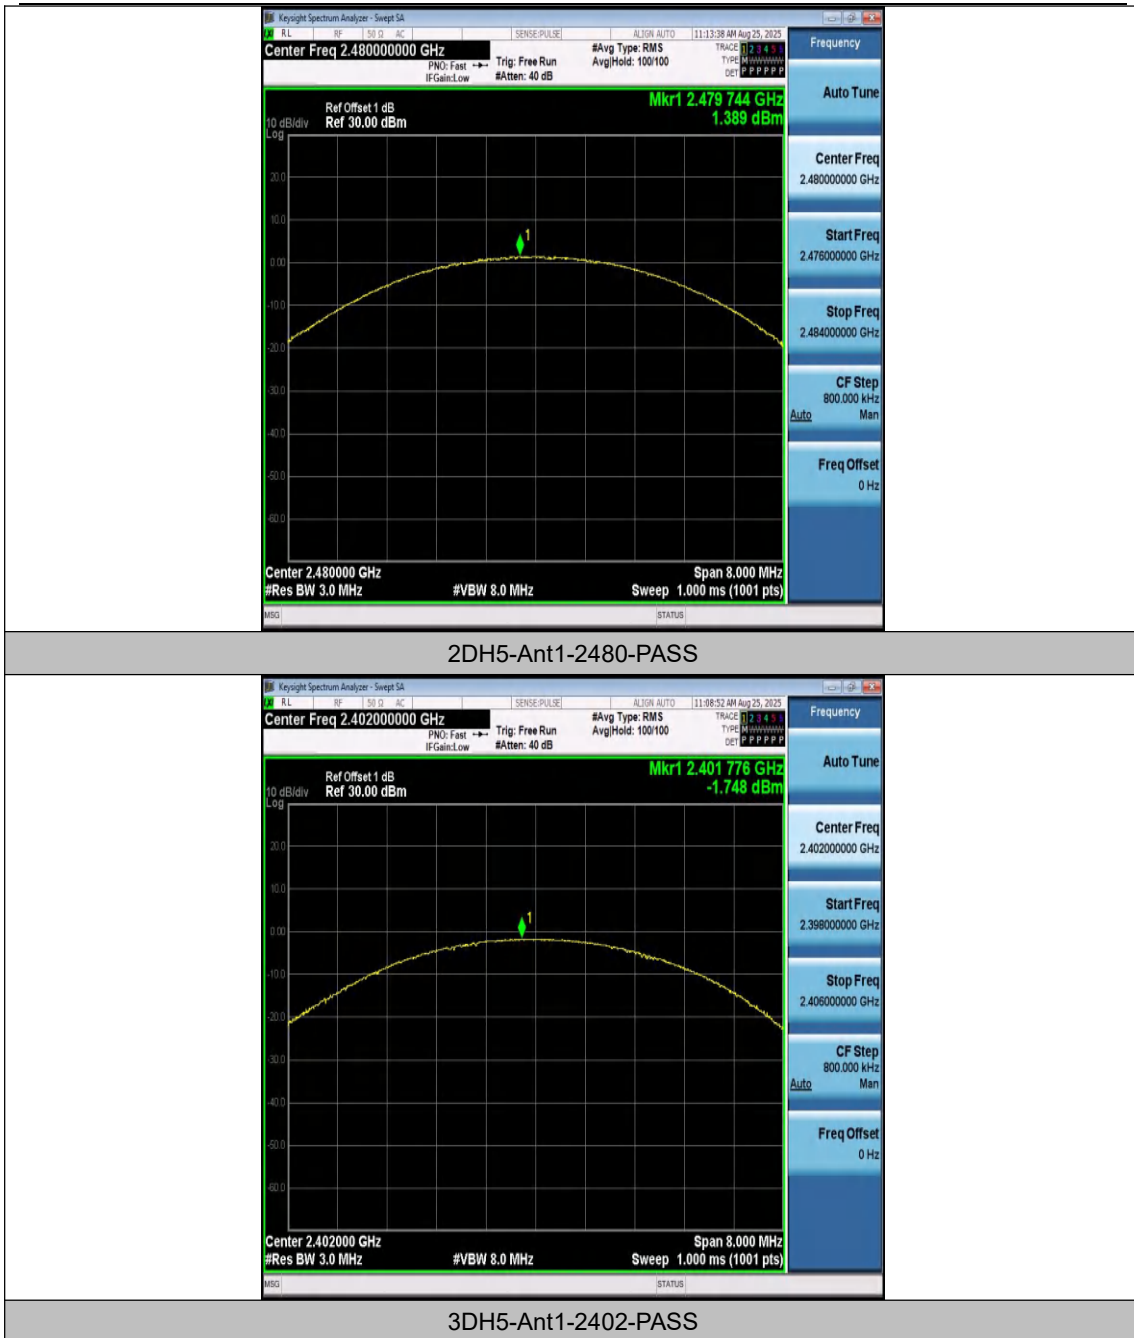 Keysight Spectrum Analyzer - Swept SA
RL RF 50 Ω AC SENSE:PULSE ALIGN AUTO 11:13:38 AM Aug 25, 2025
Center Freq 2.480000000 GHz #Avg Type: RMS TRACE 1 2 3 4 5 6
PNO: Fast Trig: Free Run Avg|Hold: 100/100 TYPE M WWWWW
IFGain:Low #Atten: 40 dB DET P P P P P P
Frequency
Auto Tune
Mkr1 2.479 744 GHz
1.389 dBm
Ref Offset 1 dB
10 dB/div Ref 30.00 dBm
Log
20.0
10.0
0.00
-10.0
-20.0
-30.0
-40.0
-50.0
-60.0
1
Center Freq
2.480000000 GHz
Start Freq
2.476000000 GHz
Stop Freq
2.484000000 GHz
CF Step
800.000 kHz
Auto Man
Freq Offset
0 Hz
Center 2.480000 GHz Span 8.000 MHz
#Res BW 3.0 MHz #VBW 8.0 MHz Sweep 1.000 ms (1001 pts)
MSG STATUS
2DH5-Ant1-2480-PASS
Keysight Spectrum Analyzer - Swept SA
RL RF 50 Ω AC SENSE:PULSE ALIGN AUTO 11:08:52 AM Aug 25, 2025
Center Freq 2.402000000 GHz #Avg Type: RMS TRACE 1 2 3 4 5 6
PNO: Fast Trig: Free Run Avg|Hold: 100/100 TYPE M WWWWW
IFGain:Low #Atten: 40 dB DET P P P P P P
Frequency
Auto Tune
Mkr1 2.401 776 GHz
-1.748 dBm
Ref Offset 1 dB
10 dB/div Ref 30.00 dBm
Log
20.0
10.0
0.00
-10.0
-20.0
-30.0
-40.0
-50.0
-60.0
1
Center Freq
2.402000000 GHz
Start Freq
2.398000000 GHz
Stop Freq
2.406000000 GHz
CF Step
800.000 kHz
Auto Man
Freq Offset
0 Hz
Center 2.402000 GHz Span 8.000 MHz
#Res BW 3.0 MHz #VBW 8.0 MHz Sweep 1.000 ms (1001 pts)
MSG STATUS
3DH5-Ant1-2402-PASS